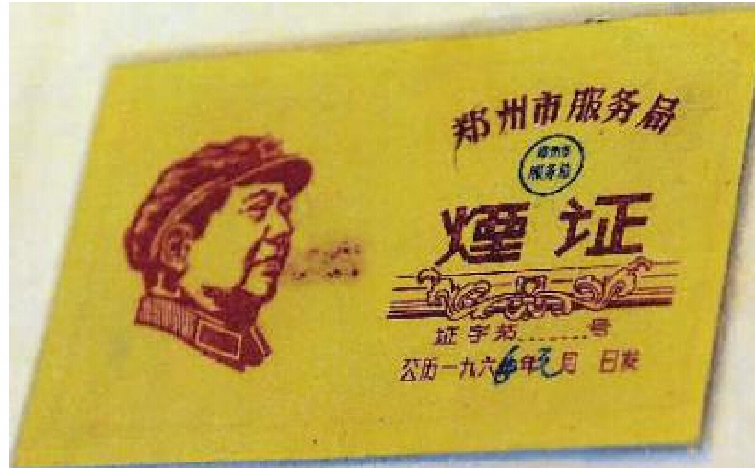 郑州市服务局
郑州市
服务局
煙证
证字第......号
公历一九六 年元月 日发